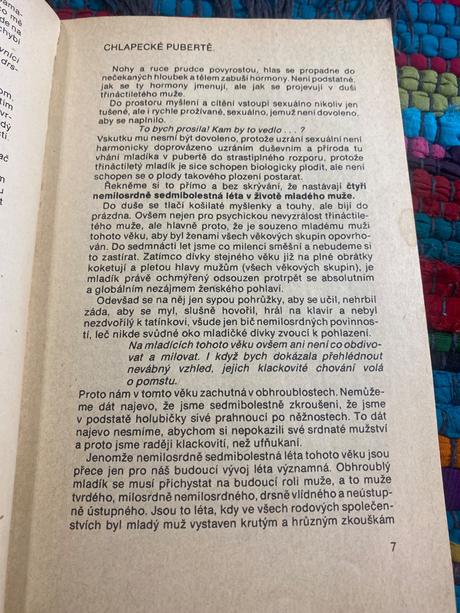 ama-
to mě
chybí
vníci
drs-
CHLAPECKÉ PUBERTĚ.
Nohy a ruce prudce povyrostou, hlas se propadne do
nečekaných hloubek a tělem zabuší hormony. Není podstatné,
jak se ty hormony jmenují, ale jak se projevují v duši
třináctiletého muže.
Do prostoru myšlení a cítění vstoupí sexuálno nikoliv jen
tušené, ale i rychle prožívané, sexuálno, jemuž není dovoleno,
aby se naplnilo.
To bych prosila! Kam by to vedlo . . . ?
Vskutku mu nesmí být dovoleno, protože uzrání sexuální není
harmonicky doprovázeno uzráním duševním a příroda tu
vhání mladíka v pubertě do strastiplného rozporu, protože
třináctiletý mladík je sice schopen biologicky plodit, ale není
schopen se o plody takového plození postarat.
Řekněme si to přímo a bez skrývání, že nastávají čtyři
nemilosrdně sedmibolestná léta v životě mladého muže.
Do duše se tlačí košilaté myšlenky a touhy, ale bijí do
prázdna. Ovšem nejen pro psychickou nevyzrálost třináctile-
tého muže, ale hlavně proto, že je souzeno mladému muži
tohoto věku, aby byl ženami všech věkových skupin opovrho-
ván. Do sedmnácti let jsme co milenci směšní a nebudeme si
to zastírat. Zatímco dívky stejného věku již na plné obrátky
koketují a pletou hlavy mužům (všech věkových skupin), je
mladík právě ochmýřený odsouzen protrpět se absolutním
a globálním nezájmem ženského pohlaví.
Odevšad se na něj jen sypou pohrůžky, aby se učil, nehrbil
záda, aby se myl, slušně hovořil, hrál na klavír a nebyl
nezdvořilý k tatínkovi, všude jen bič nemilosrdných povinnos-
tí, leč nikde svůdné oko mladičké dívky zvoucí k pohlazení.
Na mladících tohoto věku ovšem ani není co obdivo-
vat a milovat. I když bych dokázala přehlédnout
nevábný vzhled, jejich klackovité chování volá
o pomstu.
Proto nám v tomto věku zachutná v obhroublostech. Nemůže-
me dát najevo, že jsme sedmibolestně zkroušeni, že jsme
v podstatě holubičky sivé prahnoucí po něžnostech. To dát
najevo nesmíme, abychom si nepokazili své srdnaté mužství
a proto jsme raději klackovití, než ufňukaní.
Jenomže nemilosrdně sedmibolestná léta tohoto věku jsou
přece jen pro náš budoucí vývoj léta významná. Obhroublý
mladík se musí přichystat na budoucí roli muže, a to muže
tvrdého, milosrdně nemilosrdného, drsně vlídného a neústup-
ně ústupného. Jsou to léta, kdy ve všech rodových společen-
stvích byl mladý muž vystaven krutým a hrůzným zkouškám
7